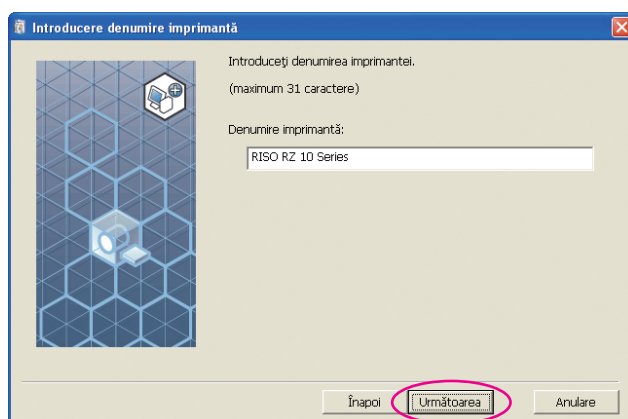 Introducere denumire imprimantă
Introduceţi denumirea imprimantei.
(maximum 31 caractere)
Denumire imprimantă:
RISO RZ 10 Series
Înapoi
Următoarea
Anulare